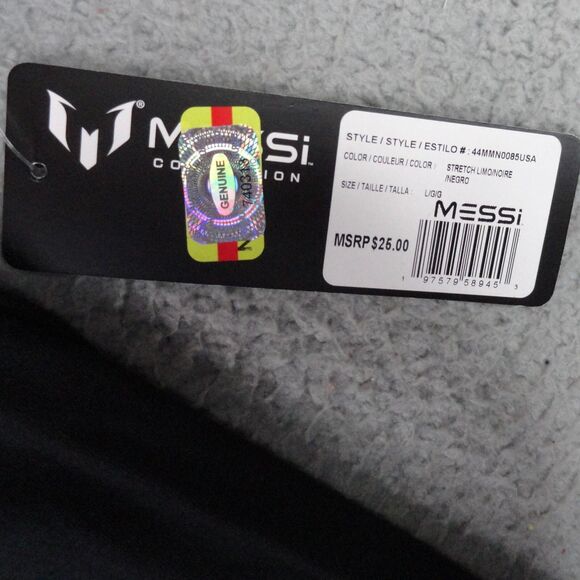 MESSi
COLLECTION
GENUINE
STYLE / STYLE / ESTILO # : 44MMN0085USA
COLOR / COULEUR / COLOR : STRETCH LIMO/NOIRE
/NEGRO
SIZE / TAILLE / TALLA : L/G/G
MESSi
MSRP $25.00
1 97579 58945 3